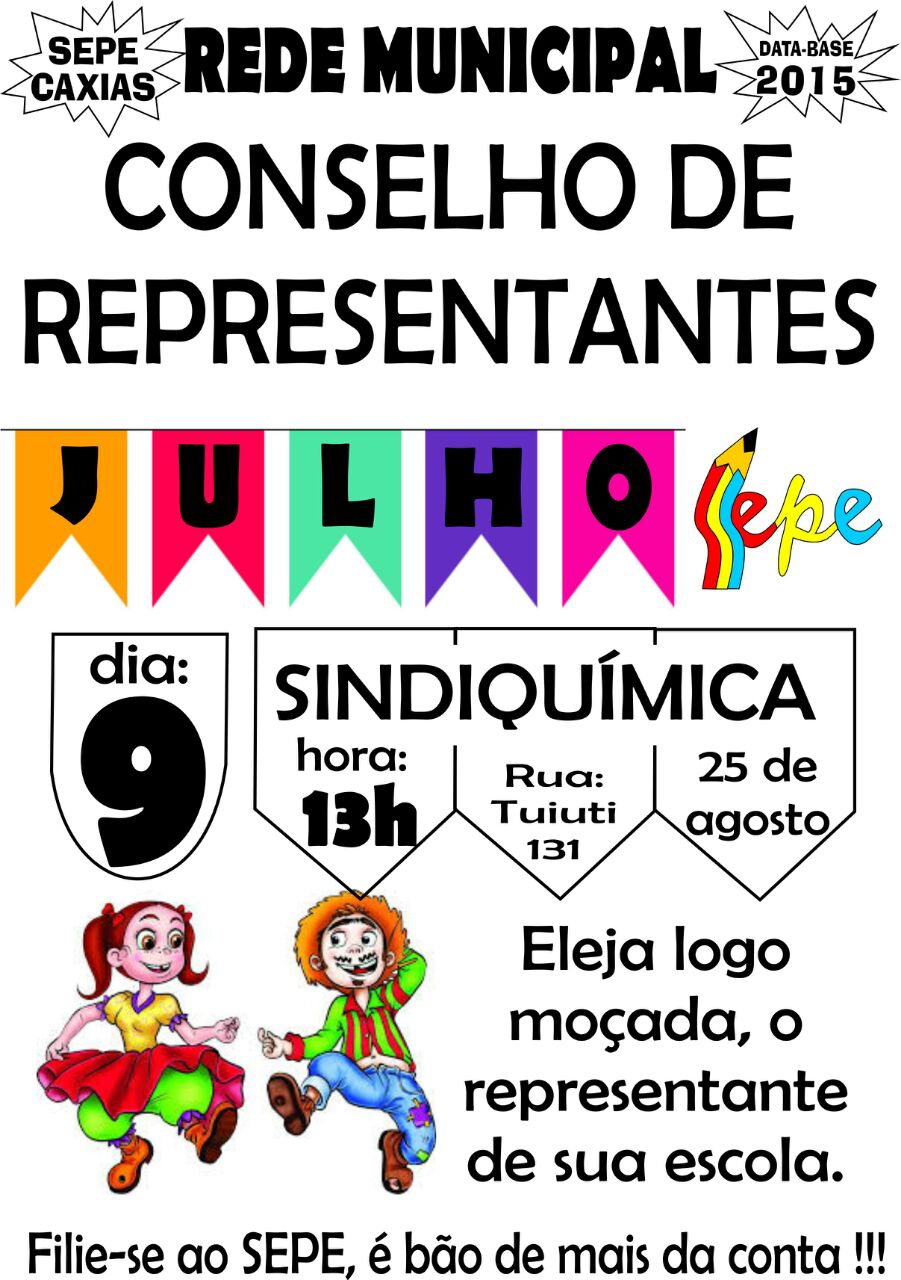 SEPE
CAXIAS
REDE MUNICIPAL
DATA-BASE
2015
CONSELHO DE
REPRESENTANTES
JULHO
Sepe
dia:
9
SINDIQUÍMICA
hora:
13h
Rua:
Tuiuti
131
25 de
agosto
Eleja logo
moçada, o
representante
de sua escola.
Filie-se ao SEPE, é bão de mais da conta !!!